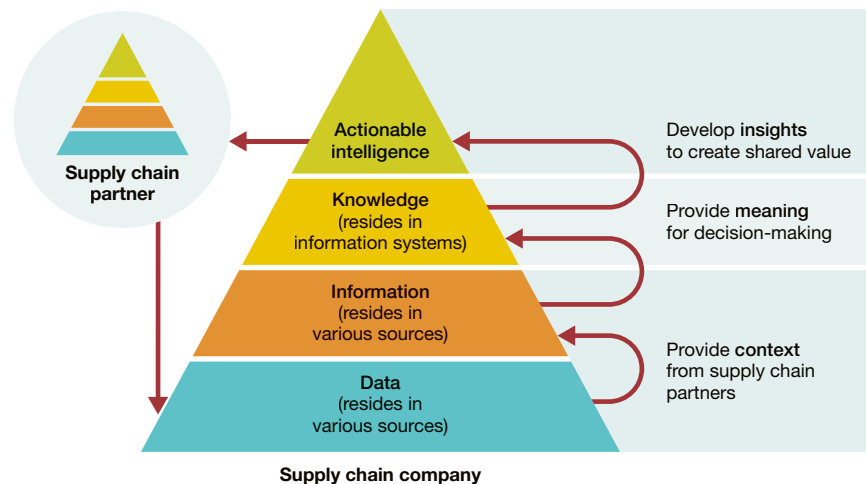 Supply chain
partner
Actionable
intelligence
Develop insights
to create shared value
Knowledge
(resides in
information systems)
Provide meaning
for decision-making
Information
(resides in
various sources)
Provide context
from supply chain
partners
Data
(resides in
various sources)
Supply chain company